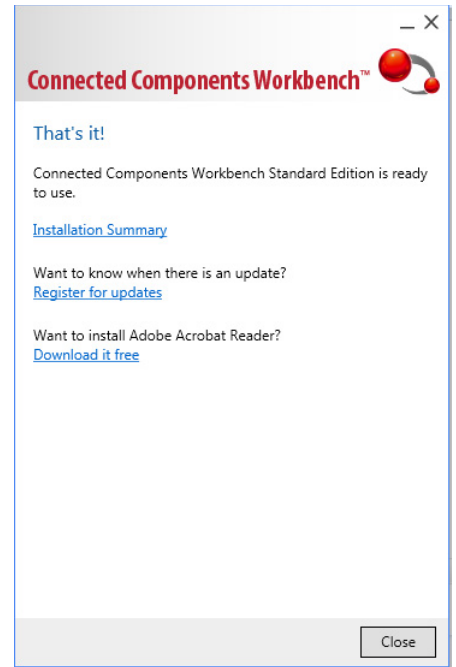 Connected Components Workbench™
That's it!
Connected Components Workbench Standard Edition is ready
to use.
Installation Summary
Want to know when there is an update?
Register for updates
Want to install Adobe Acrobat Reader?
Download it free
Close